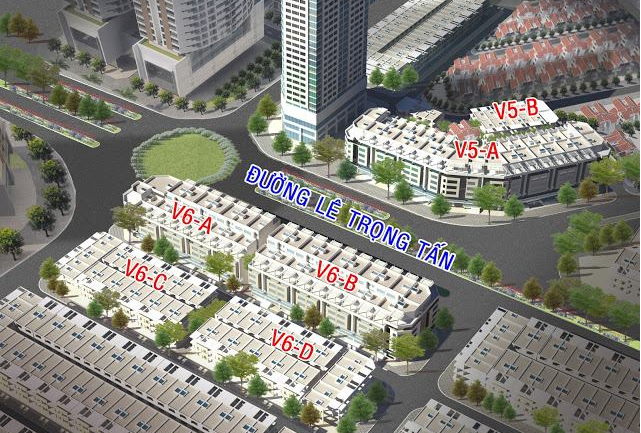 V5-B
V5-A
ĐƯỜNG LÊ TRỌNG TẤN
V6-A
V6-B
V6-C
V6-D